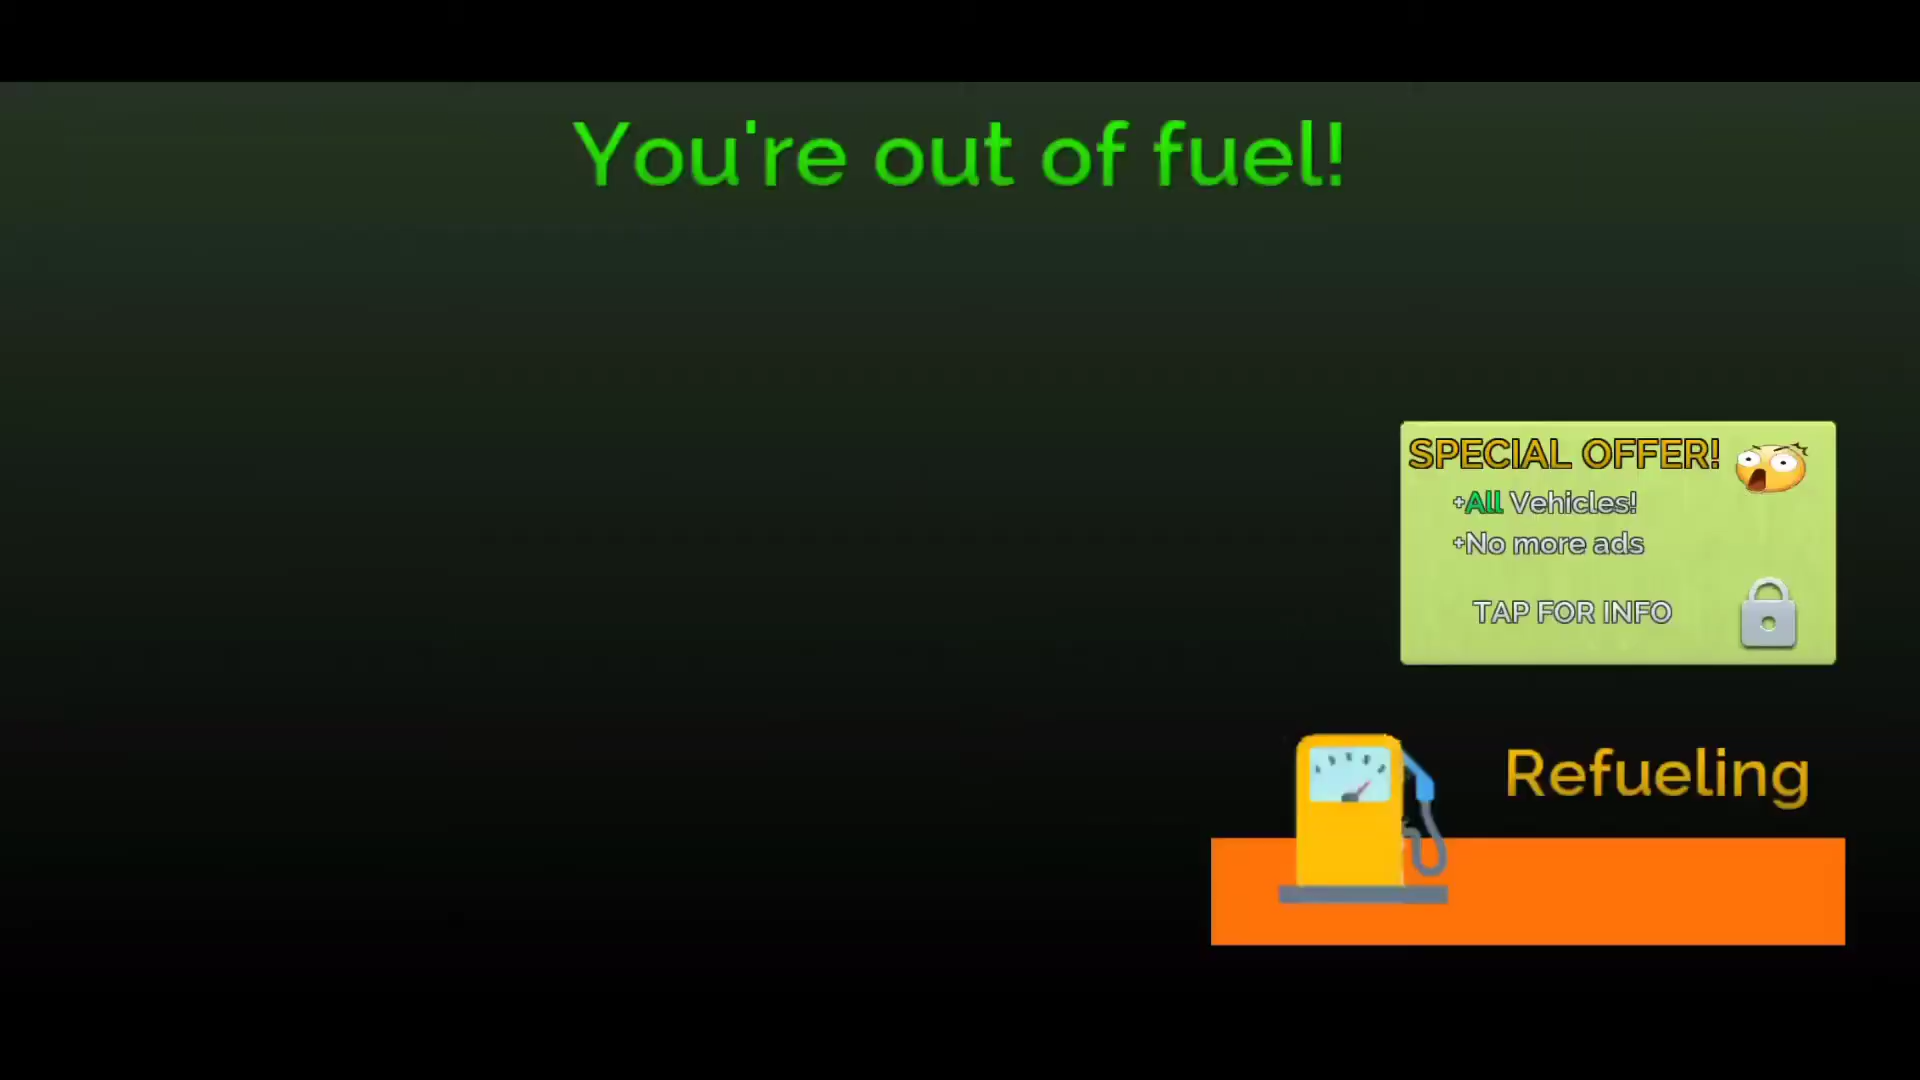 You're out of fuel!
SPECIAL OFFER!
+All Vehicles!
+No more ads
TAP FOR INFO
Refueling